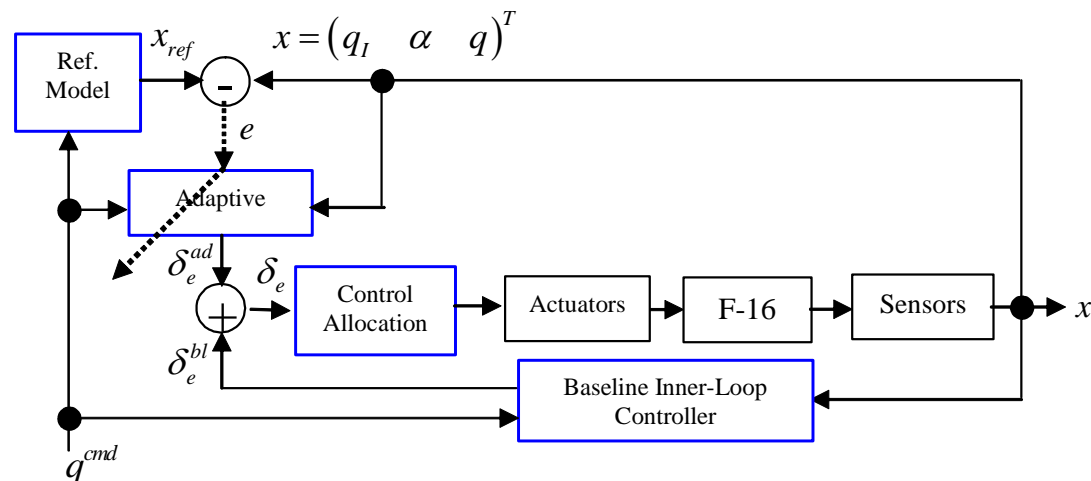 Ref.
Model
x_ref
x = (q_I α q)^T
-
e
Adaptive
δ_e^ad
δ_e
+
δ_e^bl
Control
Allocation
Actuators
F-16
Sensors
x
Baseline Inner-Loop
Controller
q^cmd